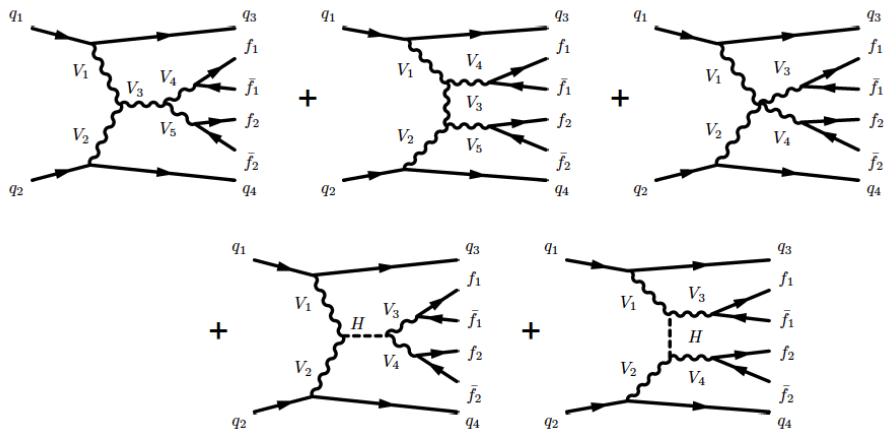 q₁ q₃
f₁
V₁ V₃ V₄ f̄₁
V₂ V₅ f₂
f̄₂
q₂ q₄
+
q₁ q₃
f₁
V₁ V₄ f̄₁
V₃
V₂ V₅ f₂
f̄₂
q₂ q₄
+
q₁ q₃
f₁
V₁ V₃ f̄₁
V₂ V₄ f₂
f̄₂
q₂ q₄
+
q₁ q₃
f₁
V₁ H V₃ f̄₁
V₂ V₄ f₂
f̄₂
q₂ q₄
+
q₁ q₃
f₁
V₁ V₃ f̄₁
H
V₂ V₄ f₂
f̄₂
q₂ q₄